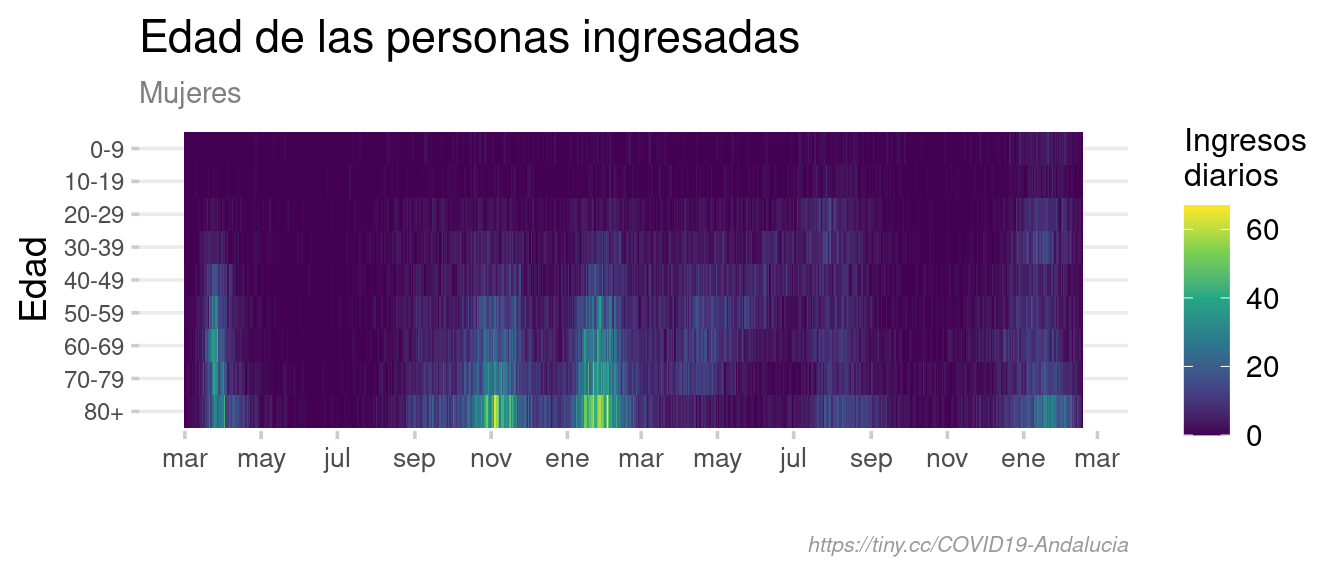 Edad de las personas ingresadas
Mujeres
Edad
0-9
10-19
20-29
30-39
40-49
50-59
60-69
70-79
80+
mar may jul sep nov ene mar may jul sep nov ene mar
Ingresos
diarios
60
40
20
0
https://tiny.cc/COVID19-Andalucia